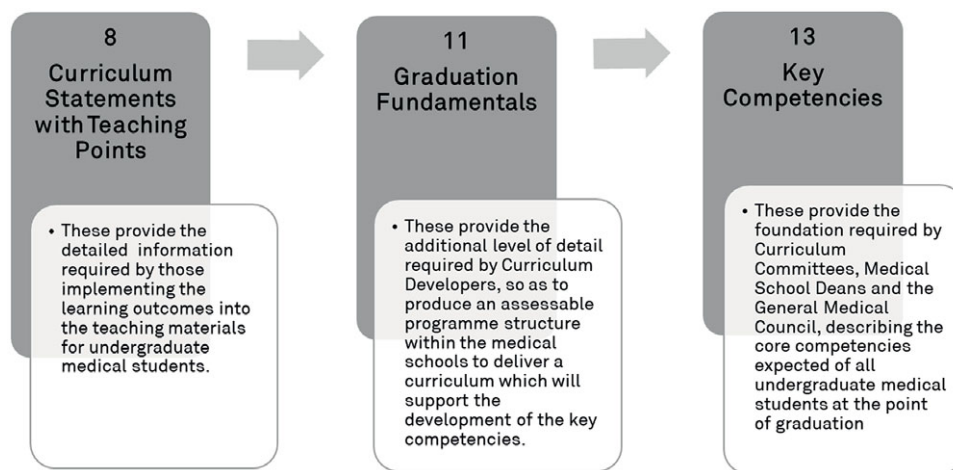 8
Curriculum
Statements
with Teaching
Points
• These provide the
detailed information
required by those
implementing the
learning outcomes into
the teaching materials
for undergraduate
medical students.
11
Graduation
Fundamentals
• These provide the
additional level of detail
required by Curriculum
Developers, so as to
produce an assessable
programme structure
within the medical
schools to deliver a
curriculum which will
support the
development of the key
competencies.
13
Key
Competencies
• These provide the
foundation required by
Curriculum
Committees, Medical
School Deans and the
General Medical
Council, describing the
core competencies
expected of all
undergraduate medical
students at the point
of graduation